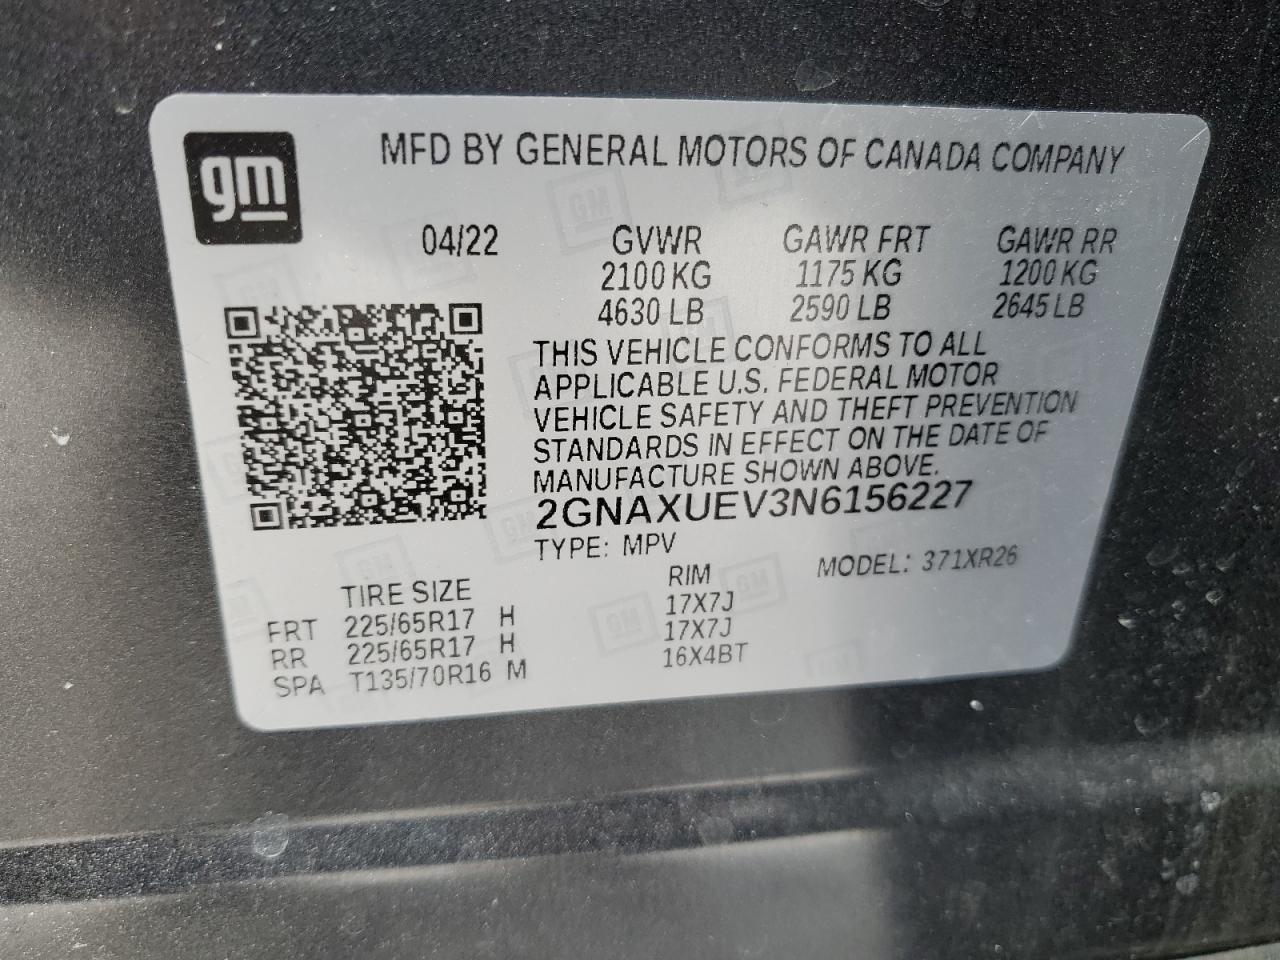 gm
MFD BY GENERAL MOTORS OF CANADA COMPANY
04/22 GVWR GAWR FRT GAWR RR
2100 KG 1175 KG 1200 KG
4630 LB 2590 LB 2645 LB
THIS VEHICLE CONFORMS TO ALL
APPLICABLE U.S. FEDERAL MOTOR
VEHICLE SAFETY AND THEFT PREVENTION
STANDARDS IN EFFECT ON THE DATE OF
MANUFACTURE SHOWN ABOVE.
2GNAXUEV3N6156227
TYPE: MPV MODEL: 371XR26
TIRE SIZE RIM
FRT 225/65R17 H 17X7J
RR 225/65R17 H 17X7J
SPA T135/70R16 M 16X4BT